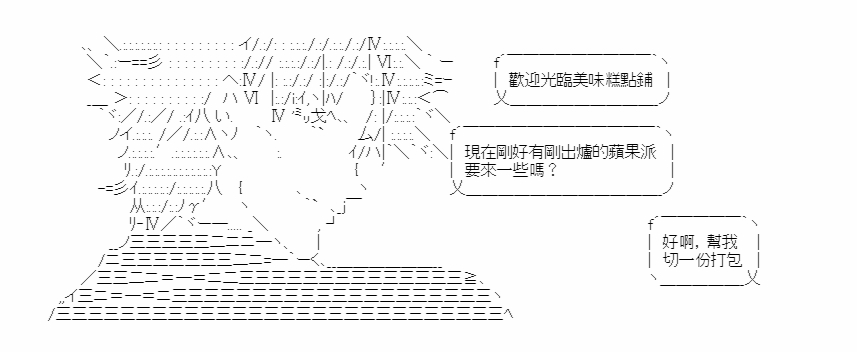 歡迎光臨美味糕點鋪
現在剛好有剛出爐的蘋果派
要來一些嗎？
好啊，幫我
切一份打包